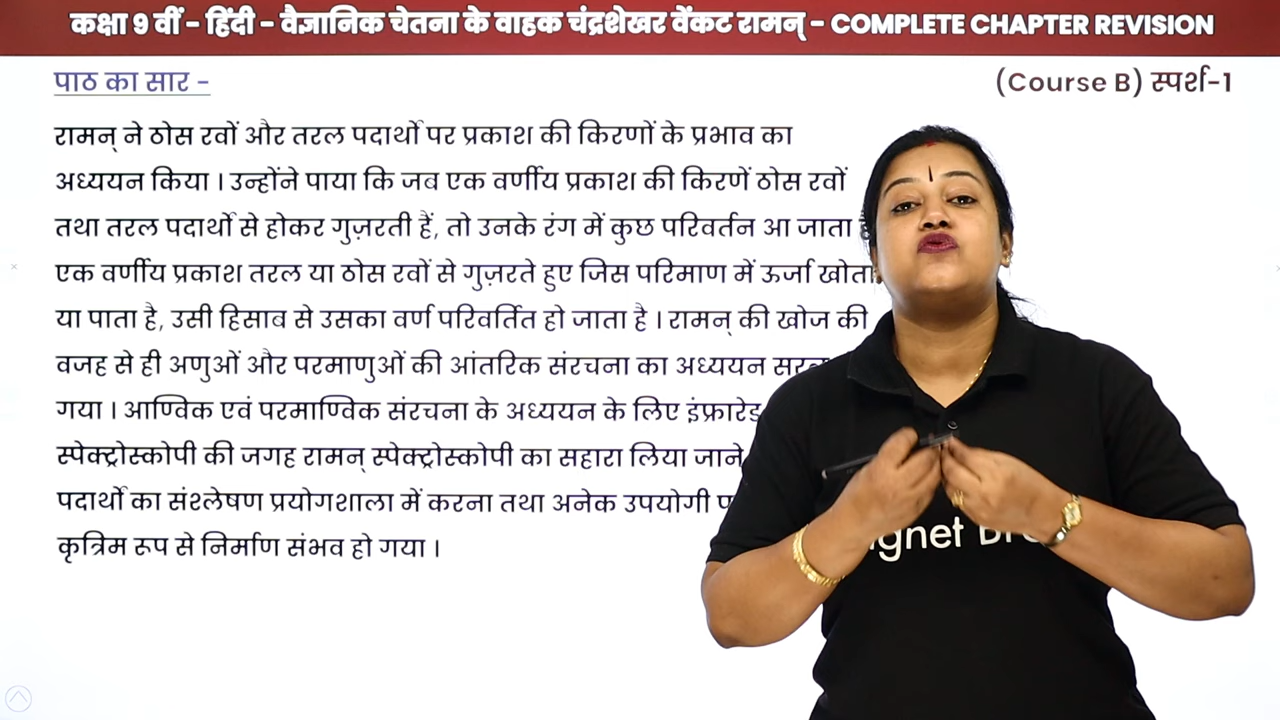 कक्षा 9 वीं - हिंदी - वैज्ञानिक चेतना के वाहक चंद्रशेखर वेंकट रामन् - COMPLETE CHAPTER REVISION
पाठ का सार -
(Course B) स्पर्श-1
रामन् ने ठोस रवों और तरल पदार्थो पर प्रकाश की किरणों के प्रभाव का
अध्ययन किया । उन्होंने पाया कि जब एक वर्णीय प्रकाश की किरणें ठोस रवों
तथा तरल पदार्थों से होकर गुज़रती हैं, तो उनके रंग में कुछ परिवर्तन आ जाता
एक वर्णीय प्रकाश तरल या ठोस रवों से गुज़रते हुए जिस परिमाण में ऊर्जा खोता
या पाता है, उसी हिसाब से उसका वर्ण परिवर्तित हो जाता है । रामन् की खोज की
वजह से ही अणुओं और परमाणुओं की आंतरिक संरचना का अध्ययन
गया । आण्विक एवं परमाण्विक संरचना के अध्ययन के लिए इंफ्रारेड
स्पेक्ट्रोस्कोपी की जगह रामन् स्पेक्ट्रोस्कोपी का सहारा लिया जाने
पदार्थो का संश्लेषण प्रयोगशाला में करना तथा अनेक उपयोगी
कृत्रिम रूप से निर्माण संभव हो गया ।